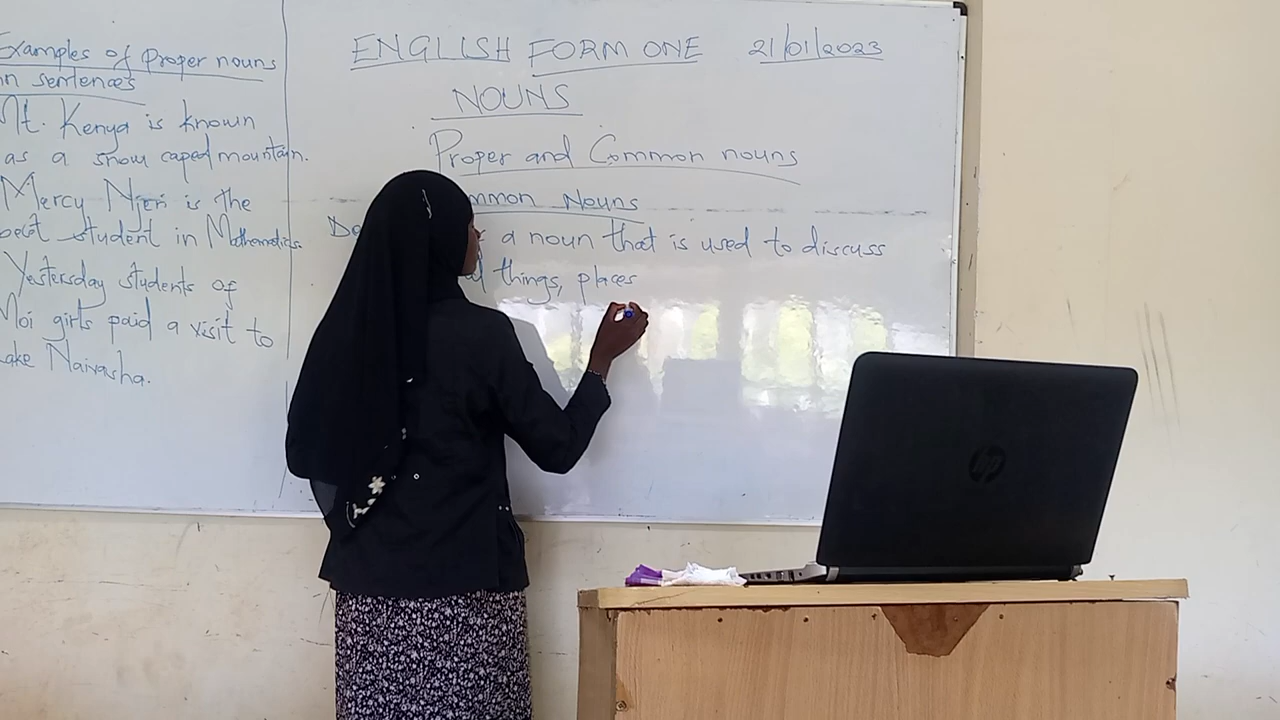 Examples of proper nouns
in sentences
Mt. Kenya is known
as a snow caped mountain.
Mercy Njeri is the
best student in Mathematics.
Yesterday students of
Moi girls paid a visit to
Lake Naivasha.
ENGLISH FORM ONE 21/01/2023
NOUNS
Proper and Common nouns
mmon Nouns
De a noun that is used to discuss
things, places
hp